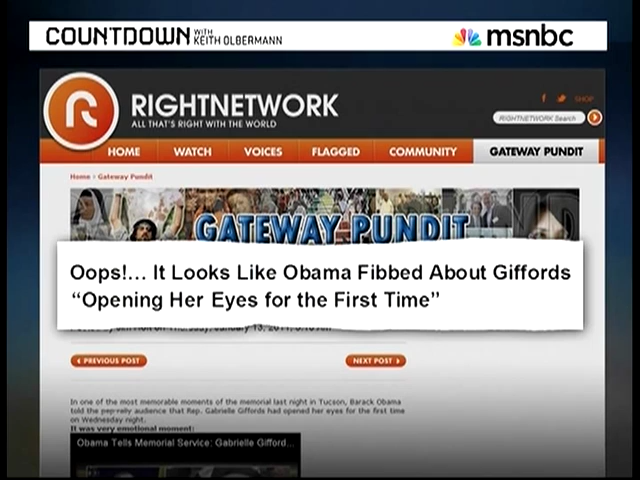 COUNTDOWN WITH KEITH OLBERMANN
msnbc
RIGHTNETWORK
ALL THAT'S RIGHT WITH THE WORLD
f SHOP
RIGHTNETWORK Search
HOME WATCH VOICES FLAGGED COMMUNITY GATEWAY PUNDIT
Home > Gateway Pundit
GATEWAY PUNDIT
Oops!... It Looks Like Obama Fibbed About Giffords
“Opening Her Eyes for the First Time”
PREVIOUS POST NEXT POST
In one of the most memorable moments of the memorial last night in Tucson, Barack Obama
told the pep-rally audience that Rep. Gabrielle Giffords had opened her eyes for the first time
on Wednesday night.
It was very emotional moment:
Obama Tells Memorial Service: Gabrielle Gifford...